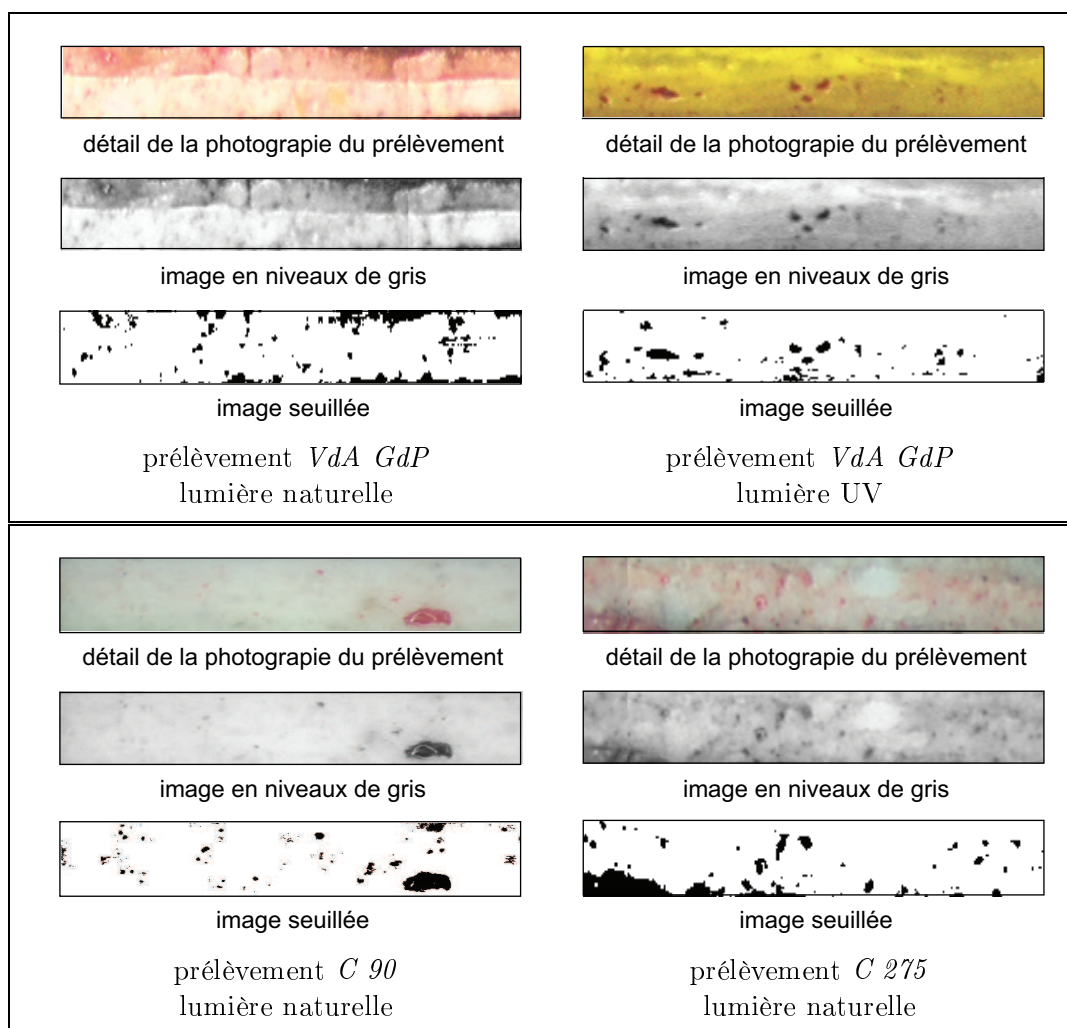 détail de la photograpie du prélèvement
image en niveaux de gris
image seuillée
prélèvement VdA GdP
lumière naturelle
détail de la photograpie du prélèvement
image en niveaux de gris
image seuillée
prélèvement VdA GdP
lumière UV
détail de la photograpie du prélèvement
image en niveaux de gris
image seuillée
prélèvement C 90
lumière naturelle
détail de la photograpie du prélèvement
image en niveaux de gris
image seuillée
prélèvement C 275
lumière naturelle